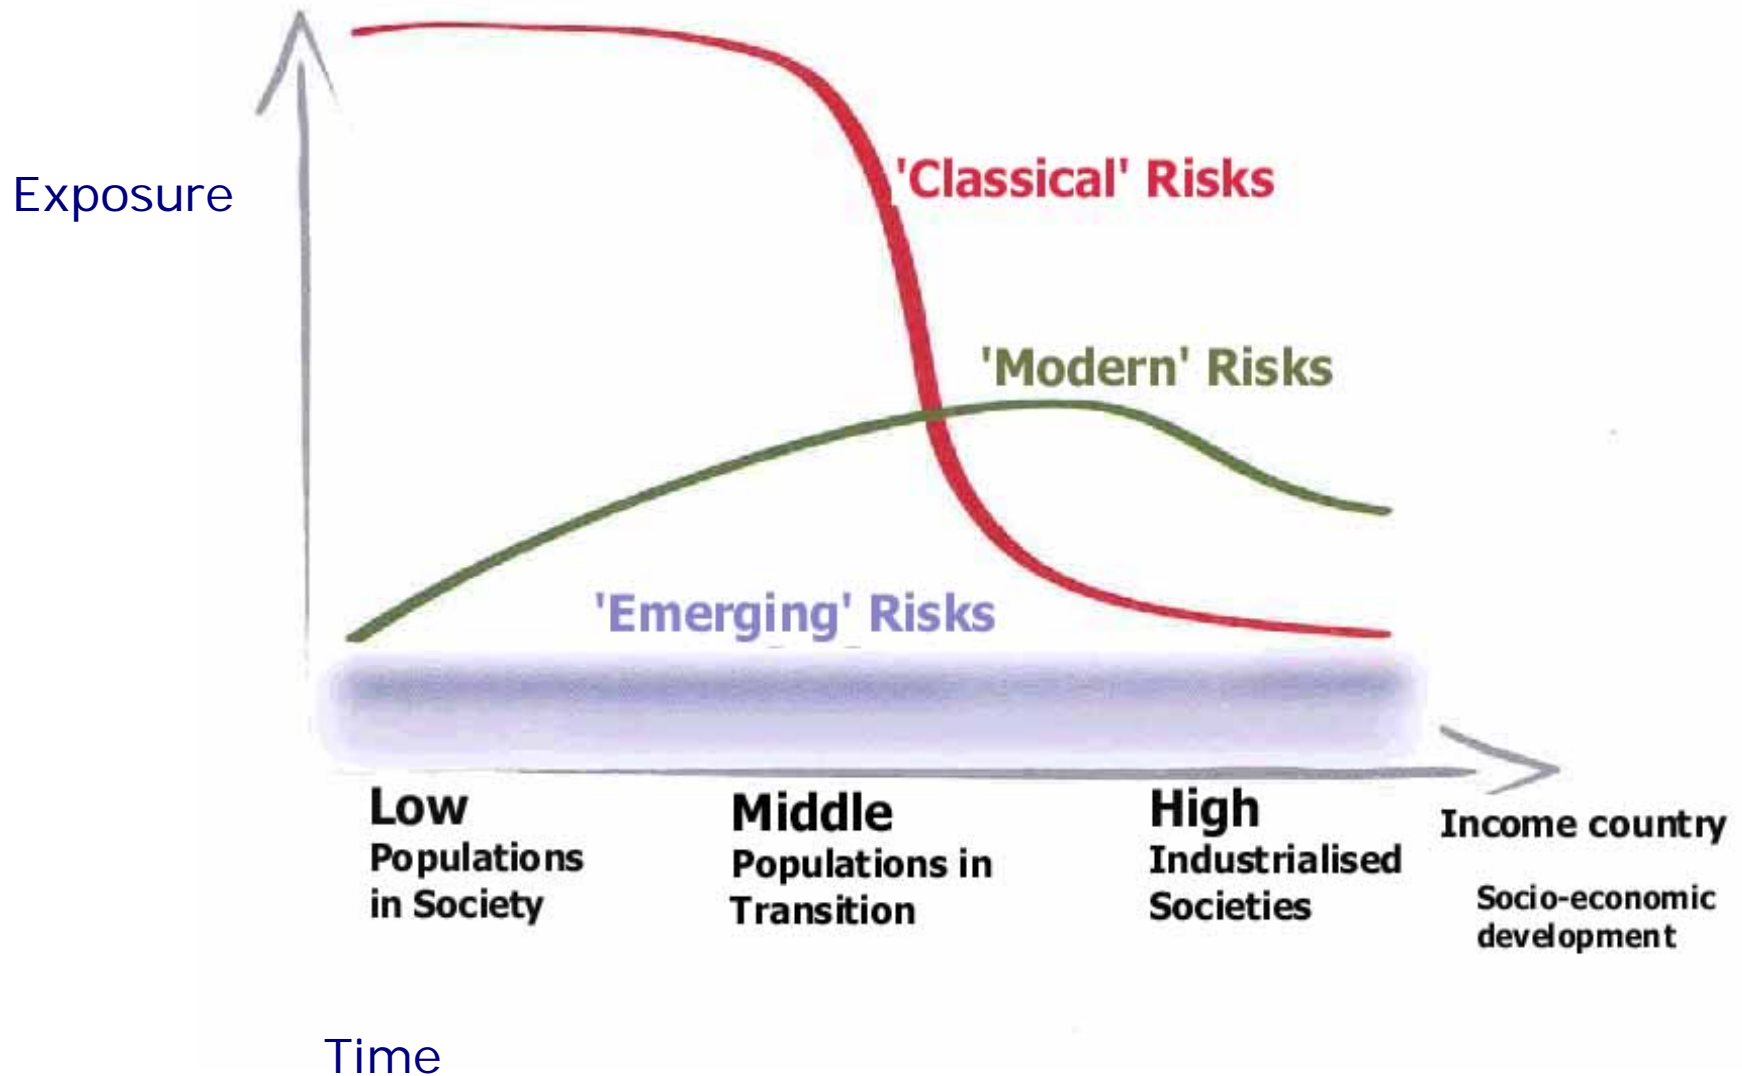 Exposure
'Classical' Risks
'Modern' Risks
'Emerging' Risks
Low
Populations
in Society
Middle
Populations in
Transition
High
Industrialised
Societies
Income country
Socio-economic
development
Time